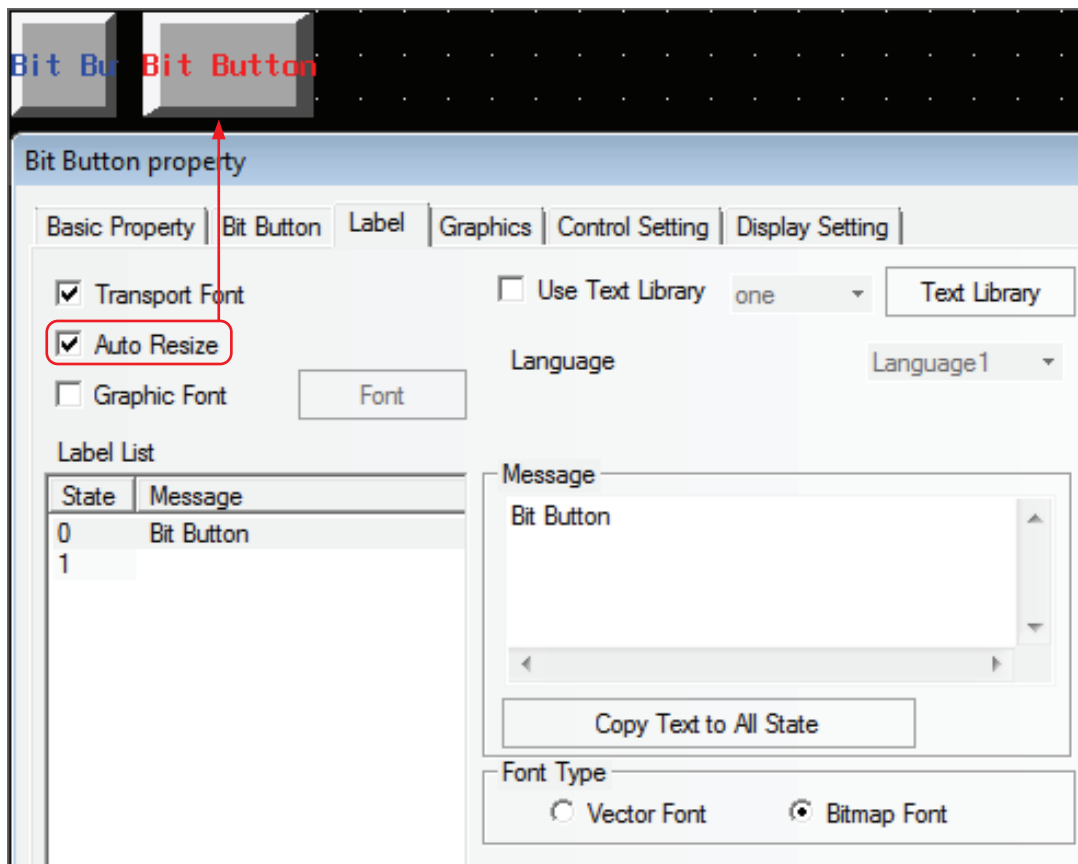 Bit Bu Bit Button
Bit Button property
Basic Property Bit Button Label Graphics Control Setting Display Setting
Transport Font
Auto Resize
Graphic Font Font
Use Text Library one Text Library
Language Language1
Label List
State Message
0 Bit Button
1
Message
Bit Button
Copy Text to All State
Font Type
Vector Font Bitmap Font